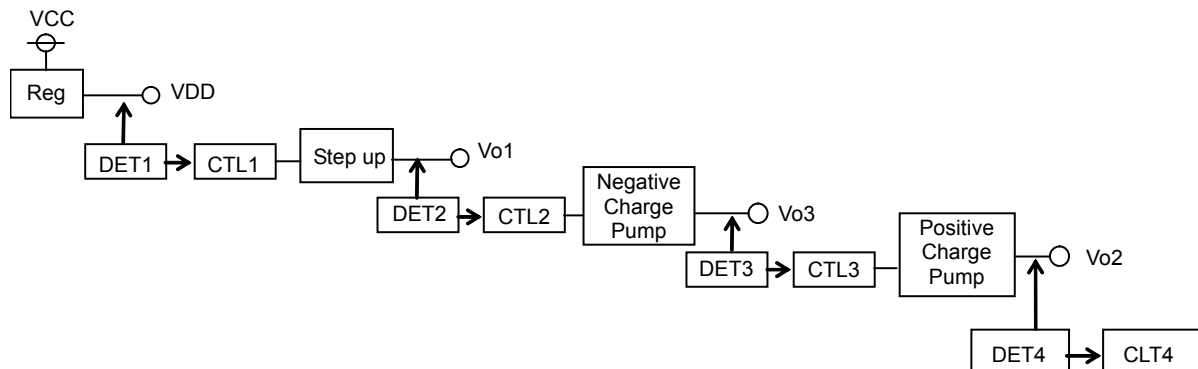 VCC
Reg
VDD
DET1
CTL1
Step up
Vo1
DET2
CTL2
Negative
Charge
Pump
Vo3
DET3
CTL3
Positive
Charge
Pump
Vo2
DET4
CLT4